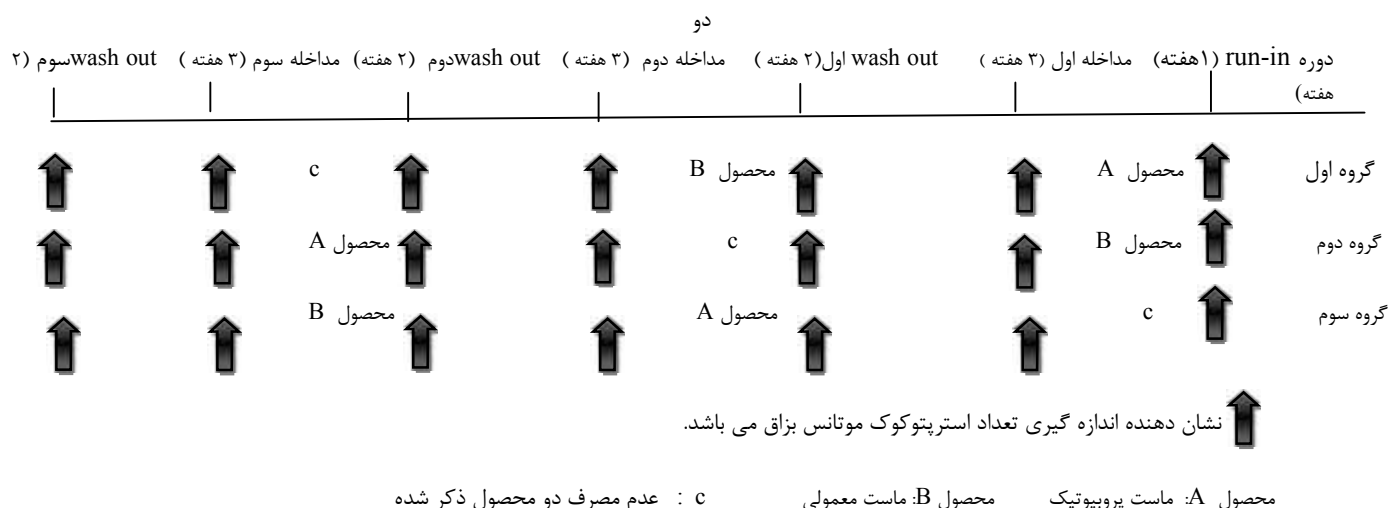 دو
دوره run-in (۱هفته) مداخله اول (۳ هفته ) wash out اول(۲ هفته ) مداخله دوم (۳ هفته ) wash outدوم (۲ هفته) مداخله سوم (۳ هفته ) wash outسوم (۲
هفته)
گروه اول محصول A محصول B c
گروه دوم محصول B c محصول A
گروه سوم c محصول A محصول B
نشان دهنده اندازه گیری تعداد استرپتوکوک موتانس بزاق می باشد.
محصول A: ماست پروبیوتیک محصول B: ماست معمولی c : عدم مصرف دو محصول ذکر شده